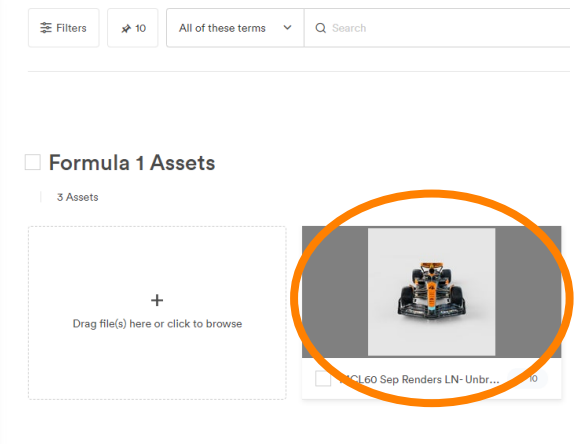 Filters
10
All of these terms
Search
Formula 1 Assets
3 Assets
+
Drag file(s) here or click to browse
MCL60 Sep Renders LN- Unbr...
10